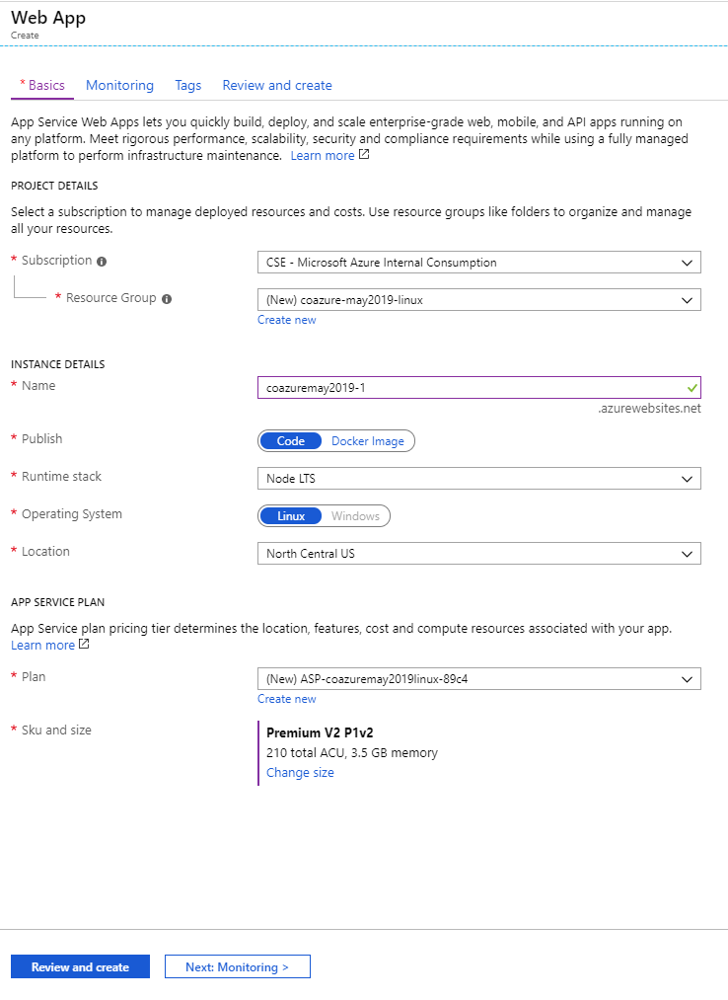 Web App
Create
* Basics Monitoring Tags Review and create
App Service Web Apps lets you quickly build, deploy, and scale enterprise-grade web, mobile, and API apps running on
any platform. Meet rigorous performance, scalability, security and compliance requirements while using a fully managed
platform to perform infrastructure maintenance. Learn more
PROJECT DETAILS
Select a subscription to manage deployed resources and costs. Use resource groups like folders to organize and manage
all your resources.
* Subscription CSE - Microsoft Azure Internal Consumption
* Resource Group (New) coazure-may2019-linux
Create new
INSTANCE DETAILS
* Name coazuremay2019-1
.azurewebsites.net
* Publish Code Docker Image
* Runtime stack Node LTS
* Operating System Linux Windows
* Location North Central US
APP SERVICE PLAN
App Service plan pricing tier determines the location, features, cost and compute resources associated with your app.
Learn more
* Plan (New) ASP-coazuremay2019linux-89c4
Create new
* Sku and size Premium V2 P1v2
210 total ACU, 3.5 GB memory
Change size
Review and create Next: Monitoring >